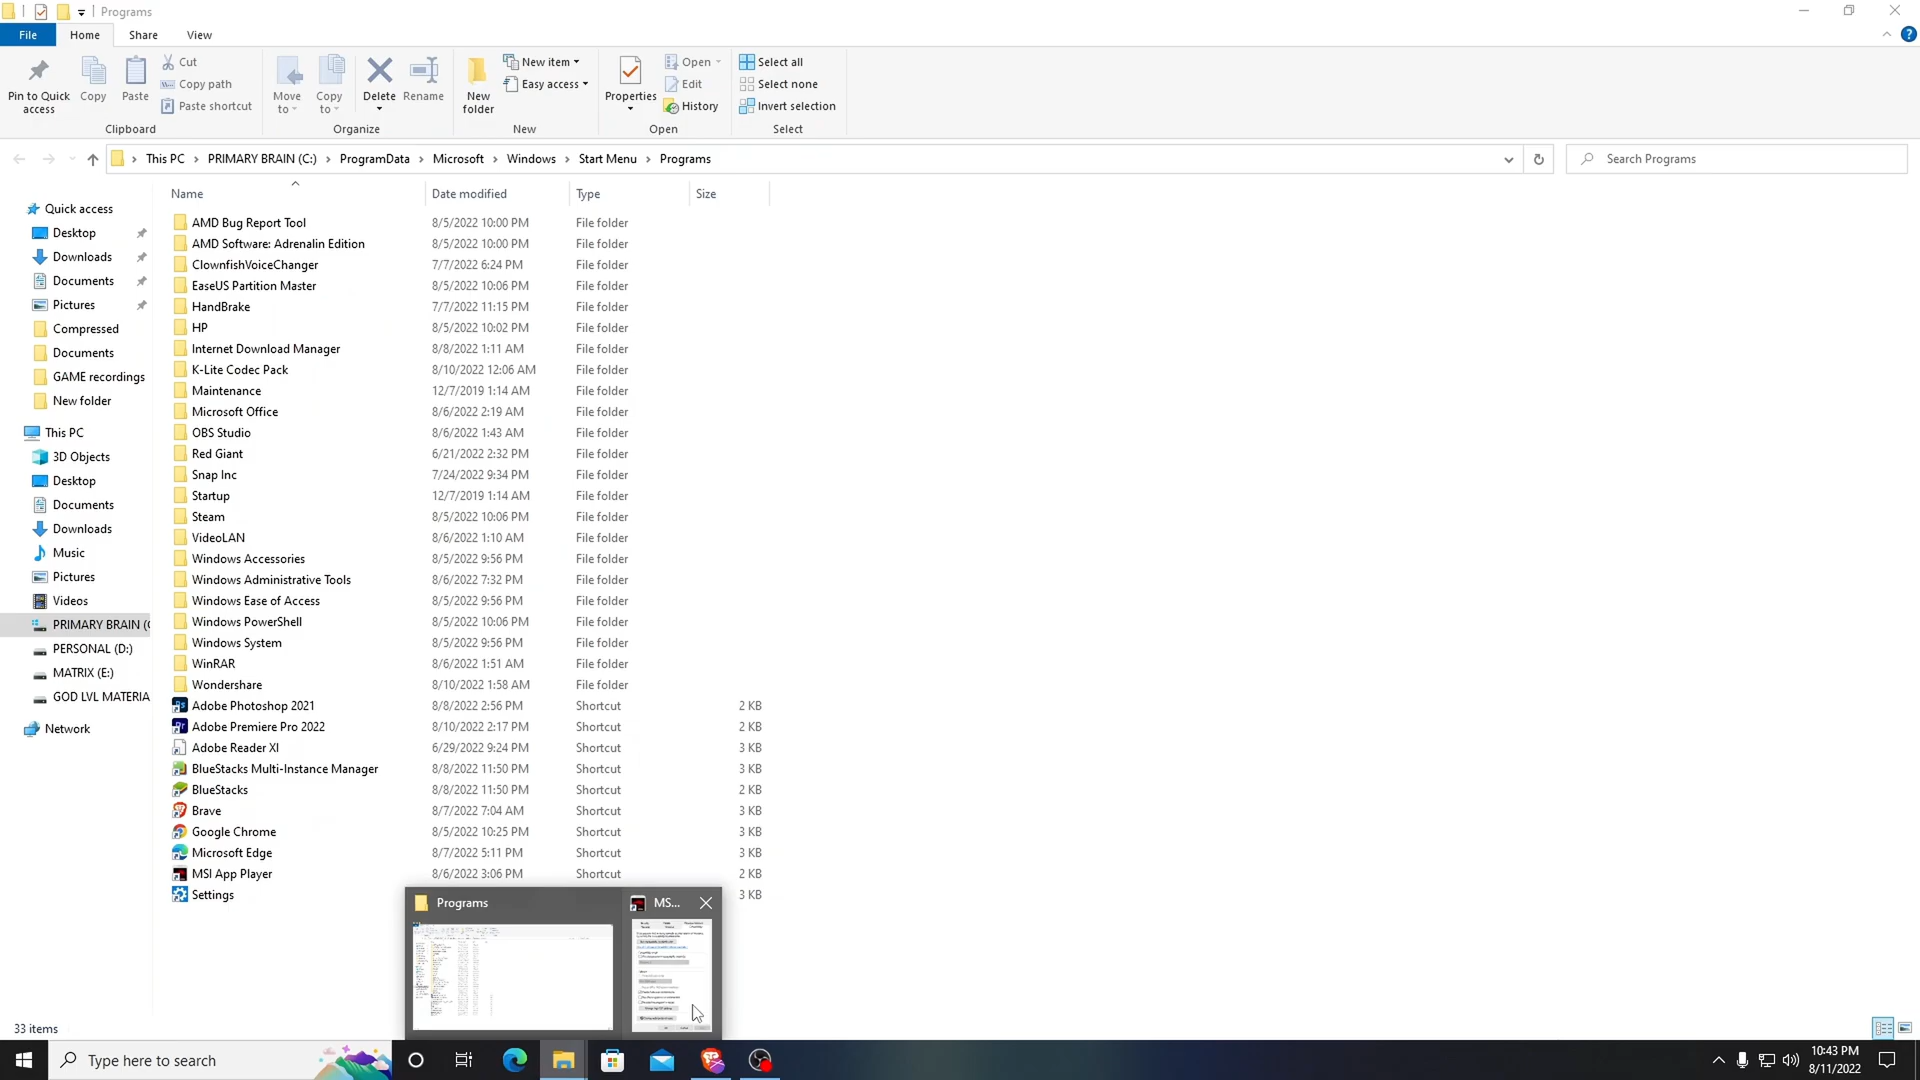 Programs
File Home Share View
Pin to Quick access
Copy
Paste
Cut
Copy path
Paste shortcut
Clipboard
Move to
Copy to
Delete
Rename
Organize
New folder
New item
Easy access
New
Properties
Open
Edit
History
Open
Select all
Select none
Invert selection
Select
This PC > PRIMARY BRAIN (C:) > ProgramData > Microsoft > Windows > Start Menu > Programs
Search Programs
Quick access
Desktop
Downloads
Documents
Pictures
Compressed
Documents
GAME recordings
New folder
This PC
3D Objects
Desktop
Documents
Downloads
Music
Pictures
Videos
PRIMARY BRAIN (C
PERSONAL (D:)
MATRIX (E:)
GOD LVL MATERIA
Network
Name Date modified Type Size
AMD Bug Report Tool 8/5/2022 10:00 PM File folder
AMD Software: Adrenalin Edition 8/5/2022 10:00 PM File folder
ClownfishVoiceChanger 7/7/2022 6:24 PM File folder
EaseUS Partition Master 8/5/2022 10:06 PM File folder
HandBrake 7/7/2022 11:15 PM File folder
HP 8/5/2022 10:02 PM File folder
Internet Download Manager 8/8/2022 1:11 AM File folder
K-Lite Codec Pack 8/10/2022 12:06 AM File folder
Maintenance 12/7/2019 1:14 AM File folder
Microsoft Office 8/6/2022 2:19 AM File folder
OBS Studio 8/6/2022 1:43 AM File folder
Red Giant 6/21/2022 2:32 PM File folder
Snap Inc 7/24/2022 9:34 PM File folder
Startup 12/7/2019 1:14 AM File folder
Steam 8/5/2022 10:06 PM File folder
VideoLAN 8/6/2022 1:10 AM File folder
Windows Accessories 8/5/2022 9:56 PM File folder
Windows Administrative Tools 8/6/2022 7:32 PM File folder
Windows Ease of Access 8/5/2022 9:56 PM File folder
Windows PowerShell 8/5/2022 10:06 PM File folder
Windows System 8/5/2022 9:56 PM File folder
WinRAR 8/6/2022 1:51 AM File folder
Wondershare 8/10/2022 1:58 AM File folder
Adobe Photoshop 2021 8/8/2022 2:56 PM Shortcut 2 KB
Adobe Premiere Pro 2022 8/10/2022 2:17 PM Shortcut 2 KB
Adobe Reader XI 6/29/2022 9:24 PM Shortcut 3 KB
BlueStacks Multi-Instance Manager 8/8/2022 11:50 PM Shortcut 3 KB
BlueStacks 8/8/2022 11:50 PM Shortcut 2 KB
Brave 8/7/2022 7:04 AM Shortcut 3 KB
Google Chrome 8/5/2022 10:25 PM Shortcut 3 KB
Microsoft Edge 8/7/2022 5:11 PM Shortcut 3 KB
MSI App Player 8/6/2022 3:06 PM Shortcut 2 KB
Settings 3 KB
Programs MS...
33 items
Type here to search
10:43 PM
8/11/2022